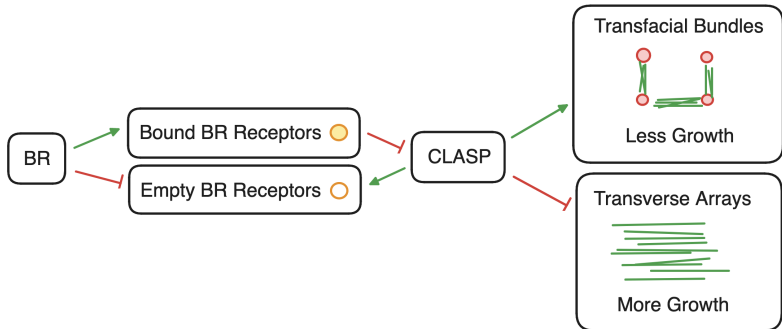 BR
Bound BR Receptors
Empty BR Receptors
CLASP
Transfacial Bundles
Less Growth
Transverse Arrays
More Growth